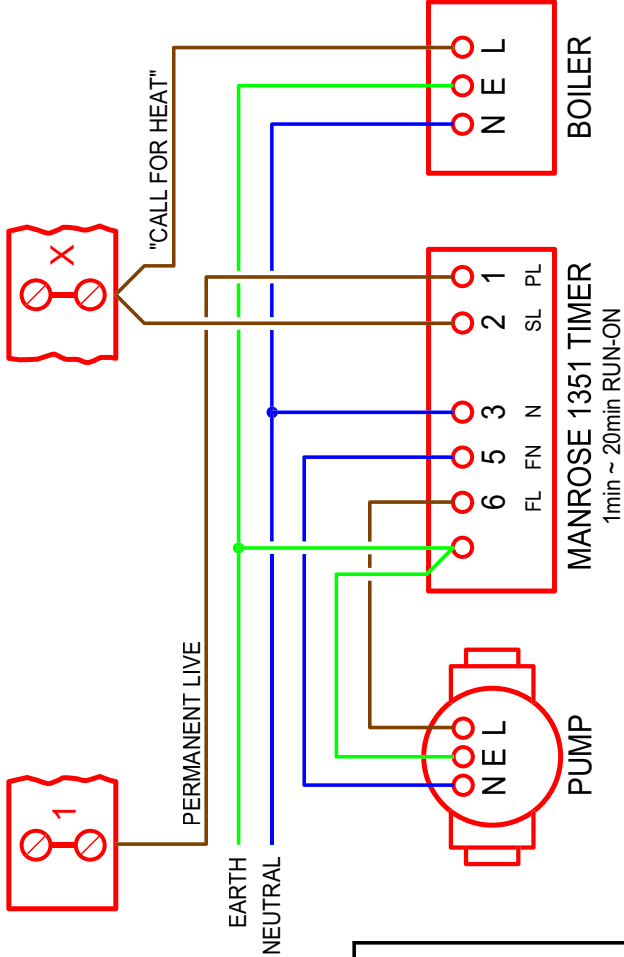 1
X
"CALL FOR HEAT"
PERMANENT LIVE
EARTH
NEUTRAL
N E L
PUMP
6 5 3 2 1
FL FN N SL PL
MANROSE 1351 TIMER
1min ~ 20min RUN-ON
N E L
BOILER